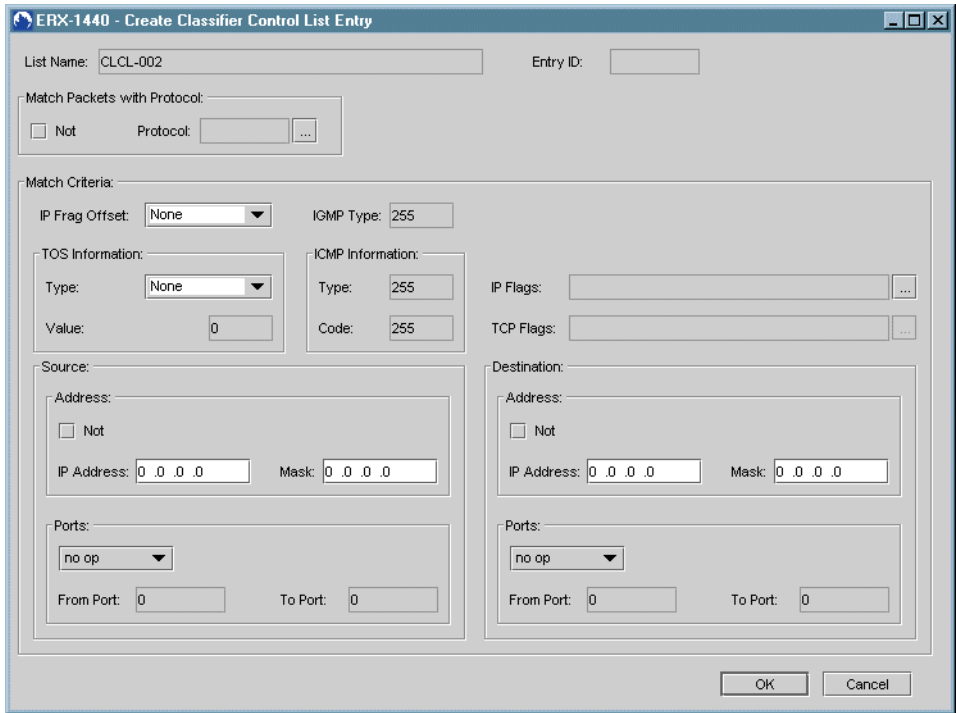 ERX-1440 - Create Classifier Control List Entry
List Name: CLCL-002 Entry ID:
Match Packets with Protocol:
Not Protocol: ...
Match Criteria:
IP Frag Offset: None IGMP Type: 255
TOS Information: ICMP Information:
Type: None Type: 255 IP Flags: ...
Value: 0 Code: 255 TCP Flags: ...
Source: Destination:
Address: Address:
Not Not
IP Address: 0 .0 .0 .0 Mask: 0 .0 .0 .0 IP Address: 0 .0 .0 .0 Mask: 0 .0 .0 .0
Ports: Ports:
no op no op
From Port: 0 To Port: 0 From Port: 0 To Port: 0
OK Cancel